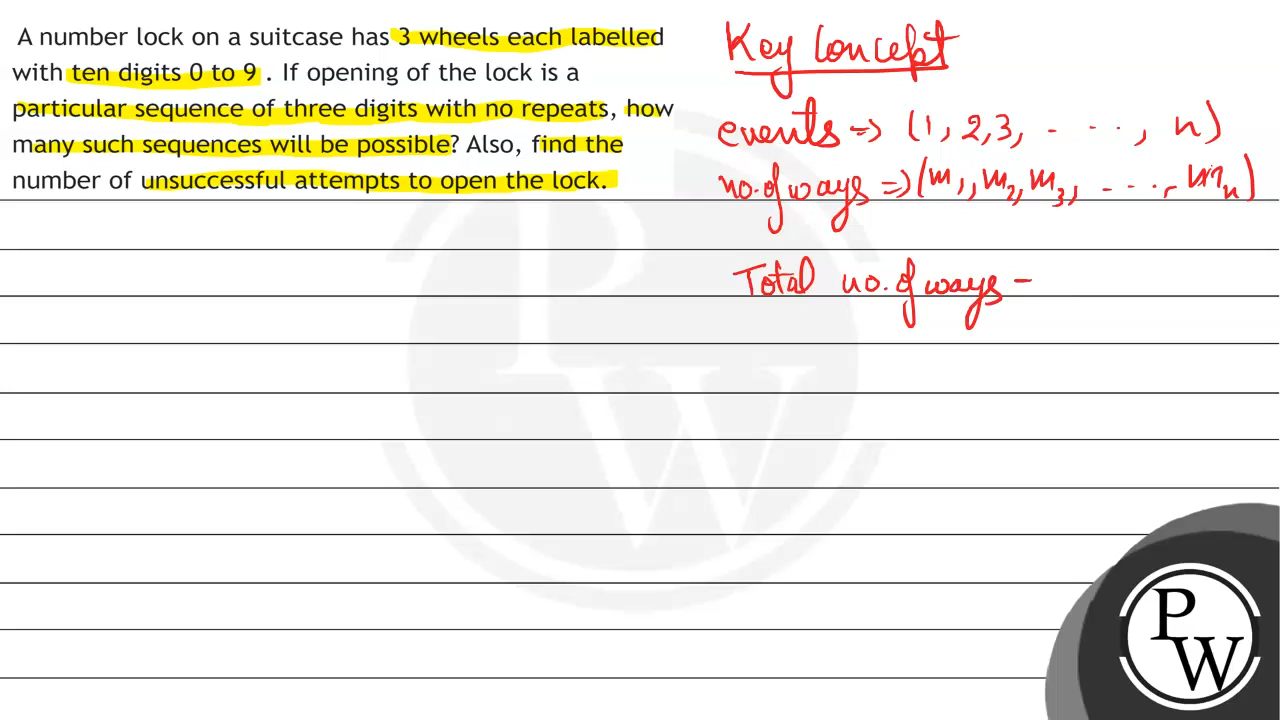 A number lock on a suitcase has 3 wheels each labelled
with ten digits 0 to 9 . If opening of the lock is a
particular sequence of three digits with no repeats, how
many such sequences will be possible? Also, find the
number of unsuccessful attempts to open the lock.
Key Concept
events => (1, 2,3, . . . ., n)
no. of ways => (m1, m2, m3, . . . ., mn)
Total no. of ways -
PW
PW